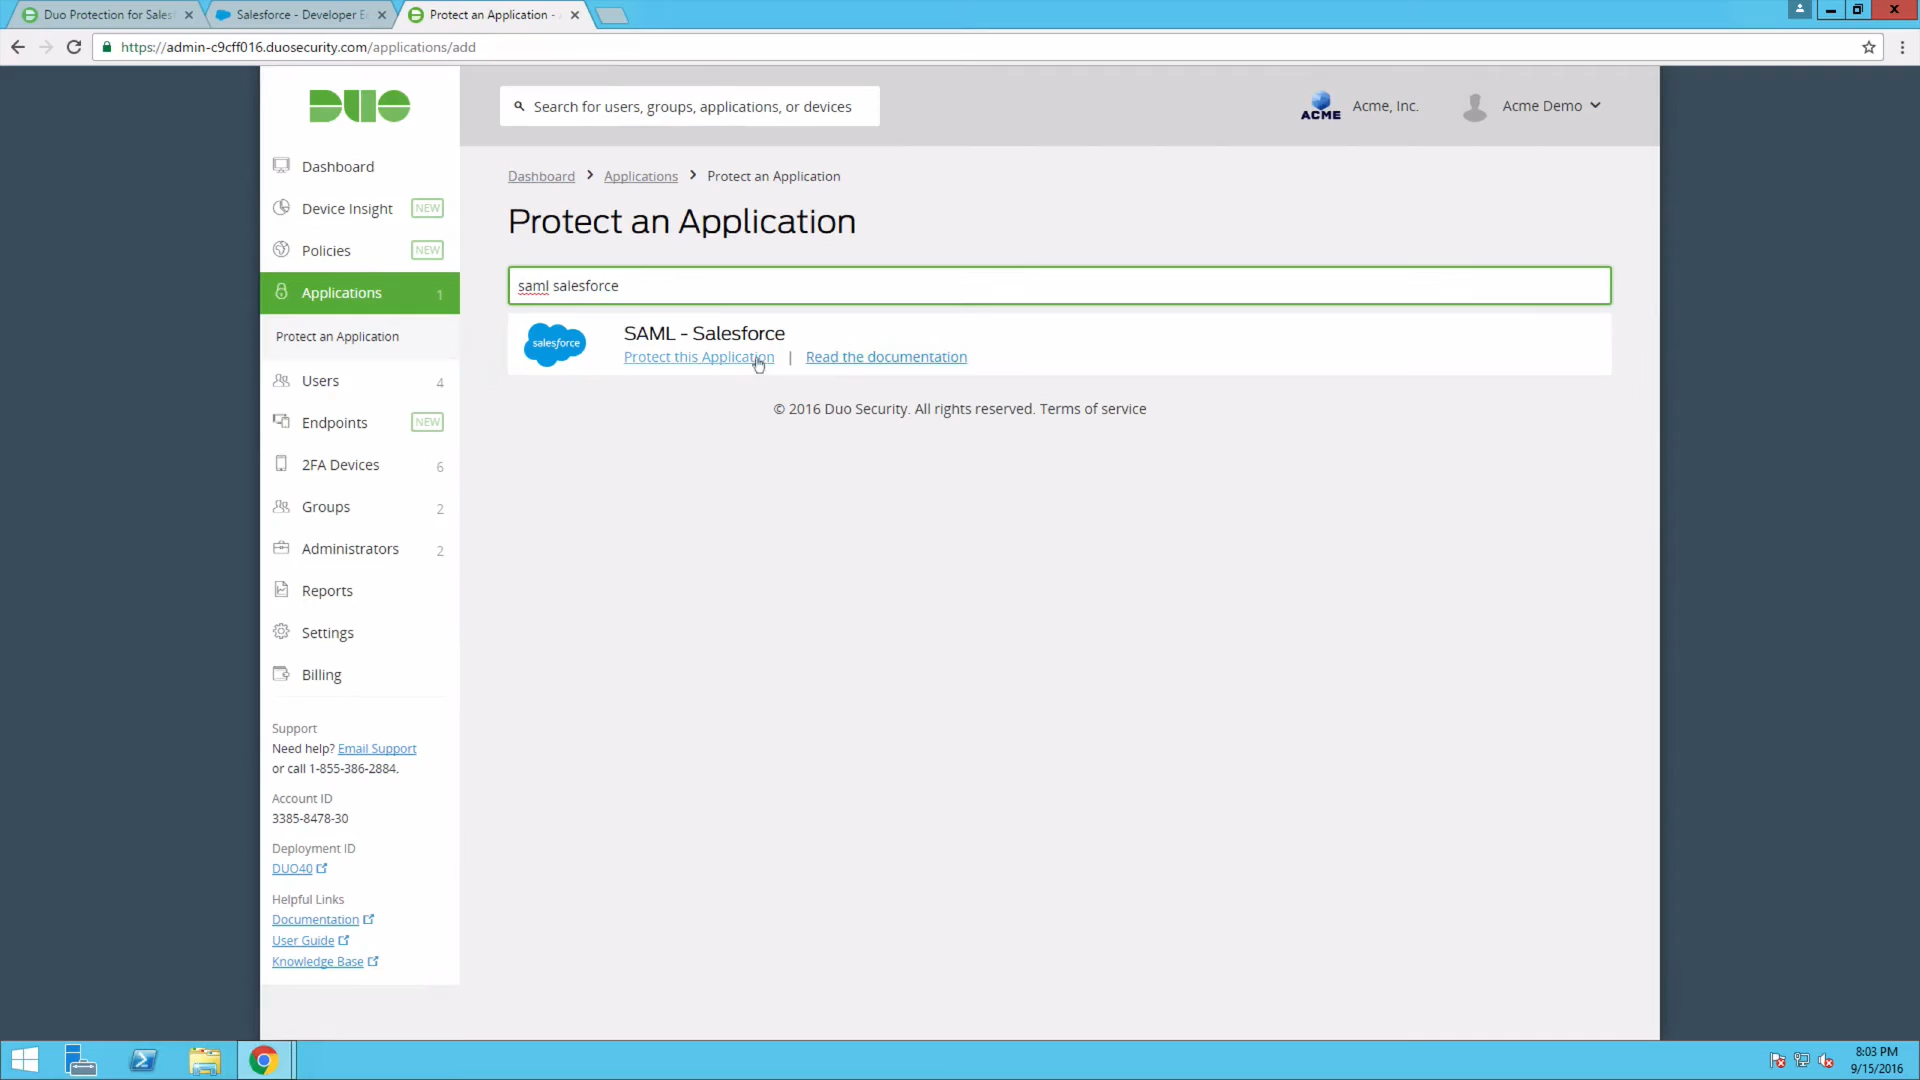 Duo Protection for Sales
Salesforce - Developer E
Protect an Application -
https://admin-c9cff016.duosecurity.com/applications/add
DUO
Search for users, groups, applications, or devices
ACME
Acme, Inc.
Acme Demo
Dashboard
Device Insight NEW
Policies NEW
Applications 1
Protect an Application
Users 4
Endpoints NEW
2FA Devices 6
Groups 2
Administrators 2
Reports
Settings
Billing
Support
Need help? Email Support
or call 1-855-386-2884.
Account ID
3385-8478-30
Deployment ID
DUO40
Helpful Links
Documentation
User Guide
Knowledge Base
Dashboard > Applications > Protect an Application
Protect an Application
saml salesforce
salesforce
SAML - Salesforce
Protect this Application | Read the documentation
© 2016 Duo Security. All rights reserved. Terms of service
8:03 PM
9/15/2016